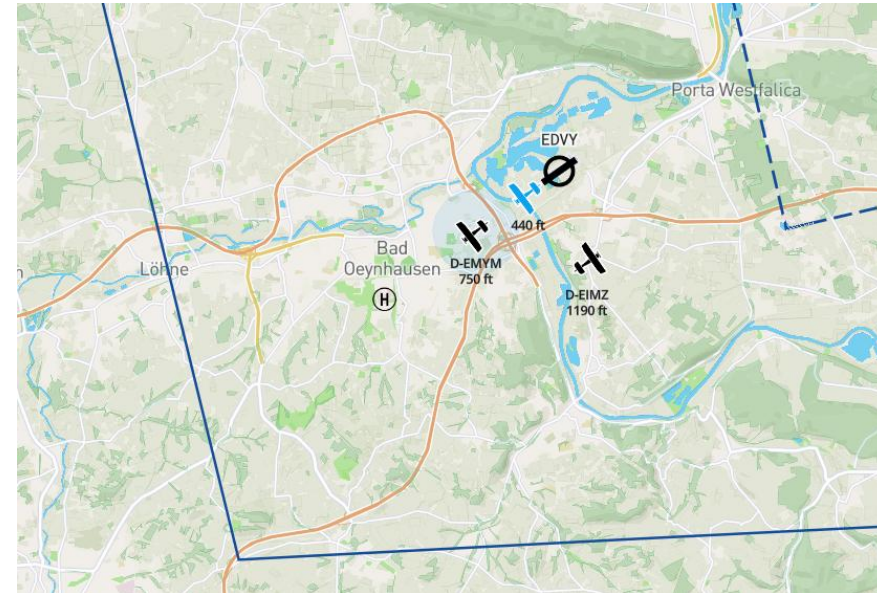 Porta Westfalica
EDVY
440 ft
D-EMYM
750 ft
Bad
Oeynhausen
Löhne
D-EIMZ
1190 ft
H